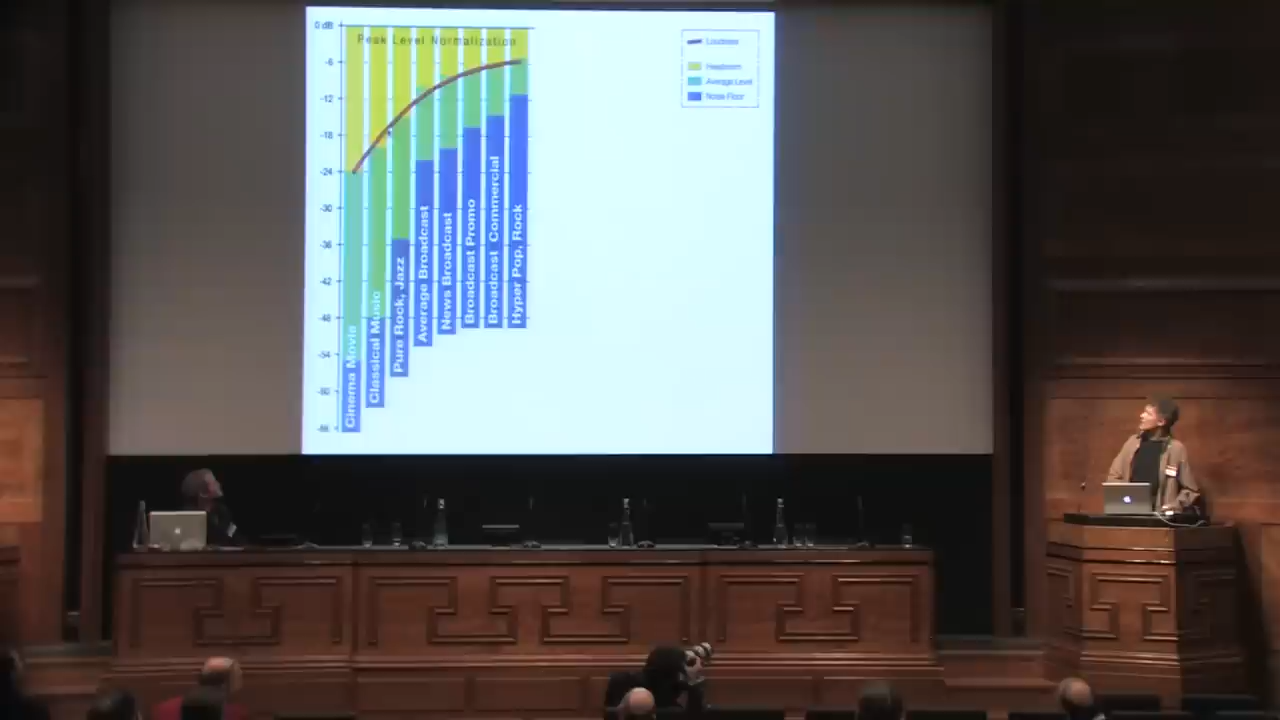 0 dB
Peak Level Normalization
-6
-12
-18
-24
-30
-36
-42
-48
-54
-60
-66
Cinema Movie
Classical Music
Pure Rock, Jazz
Average Broadcast
News Broadcast
Broadcast Promo
Broadcast Commercial
Hyper Pop, Rock
Loudness
Headroom
Average Level
Noise Floor